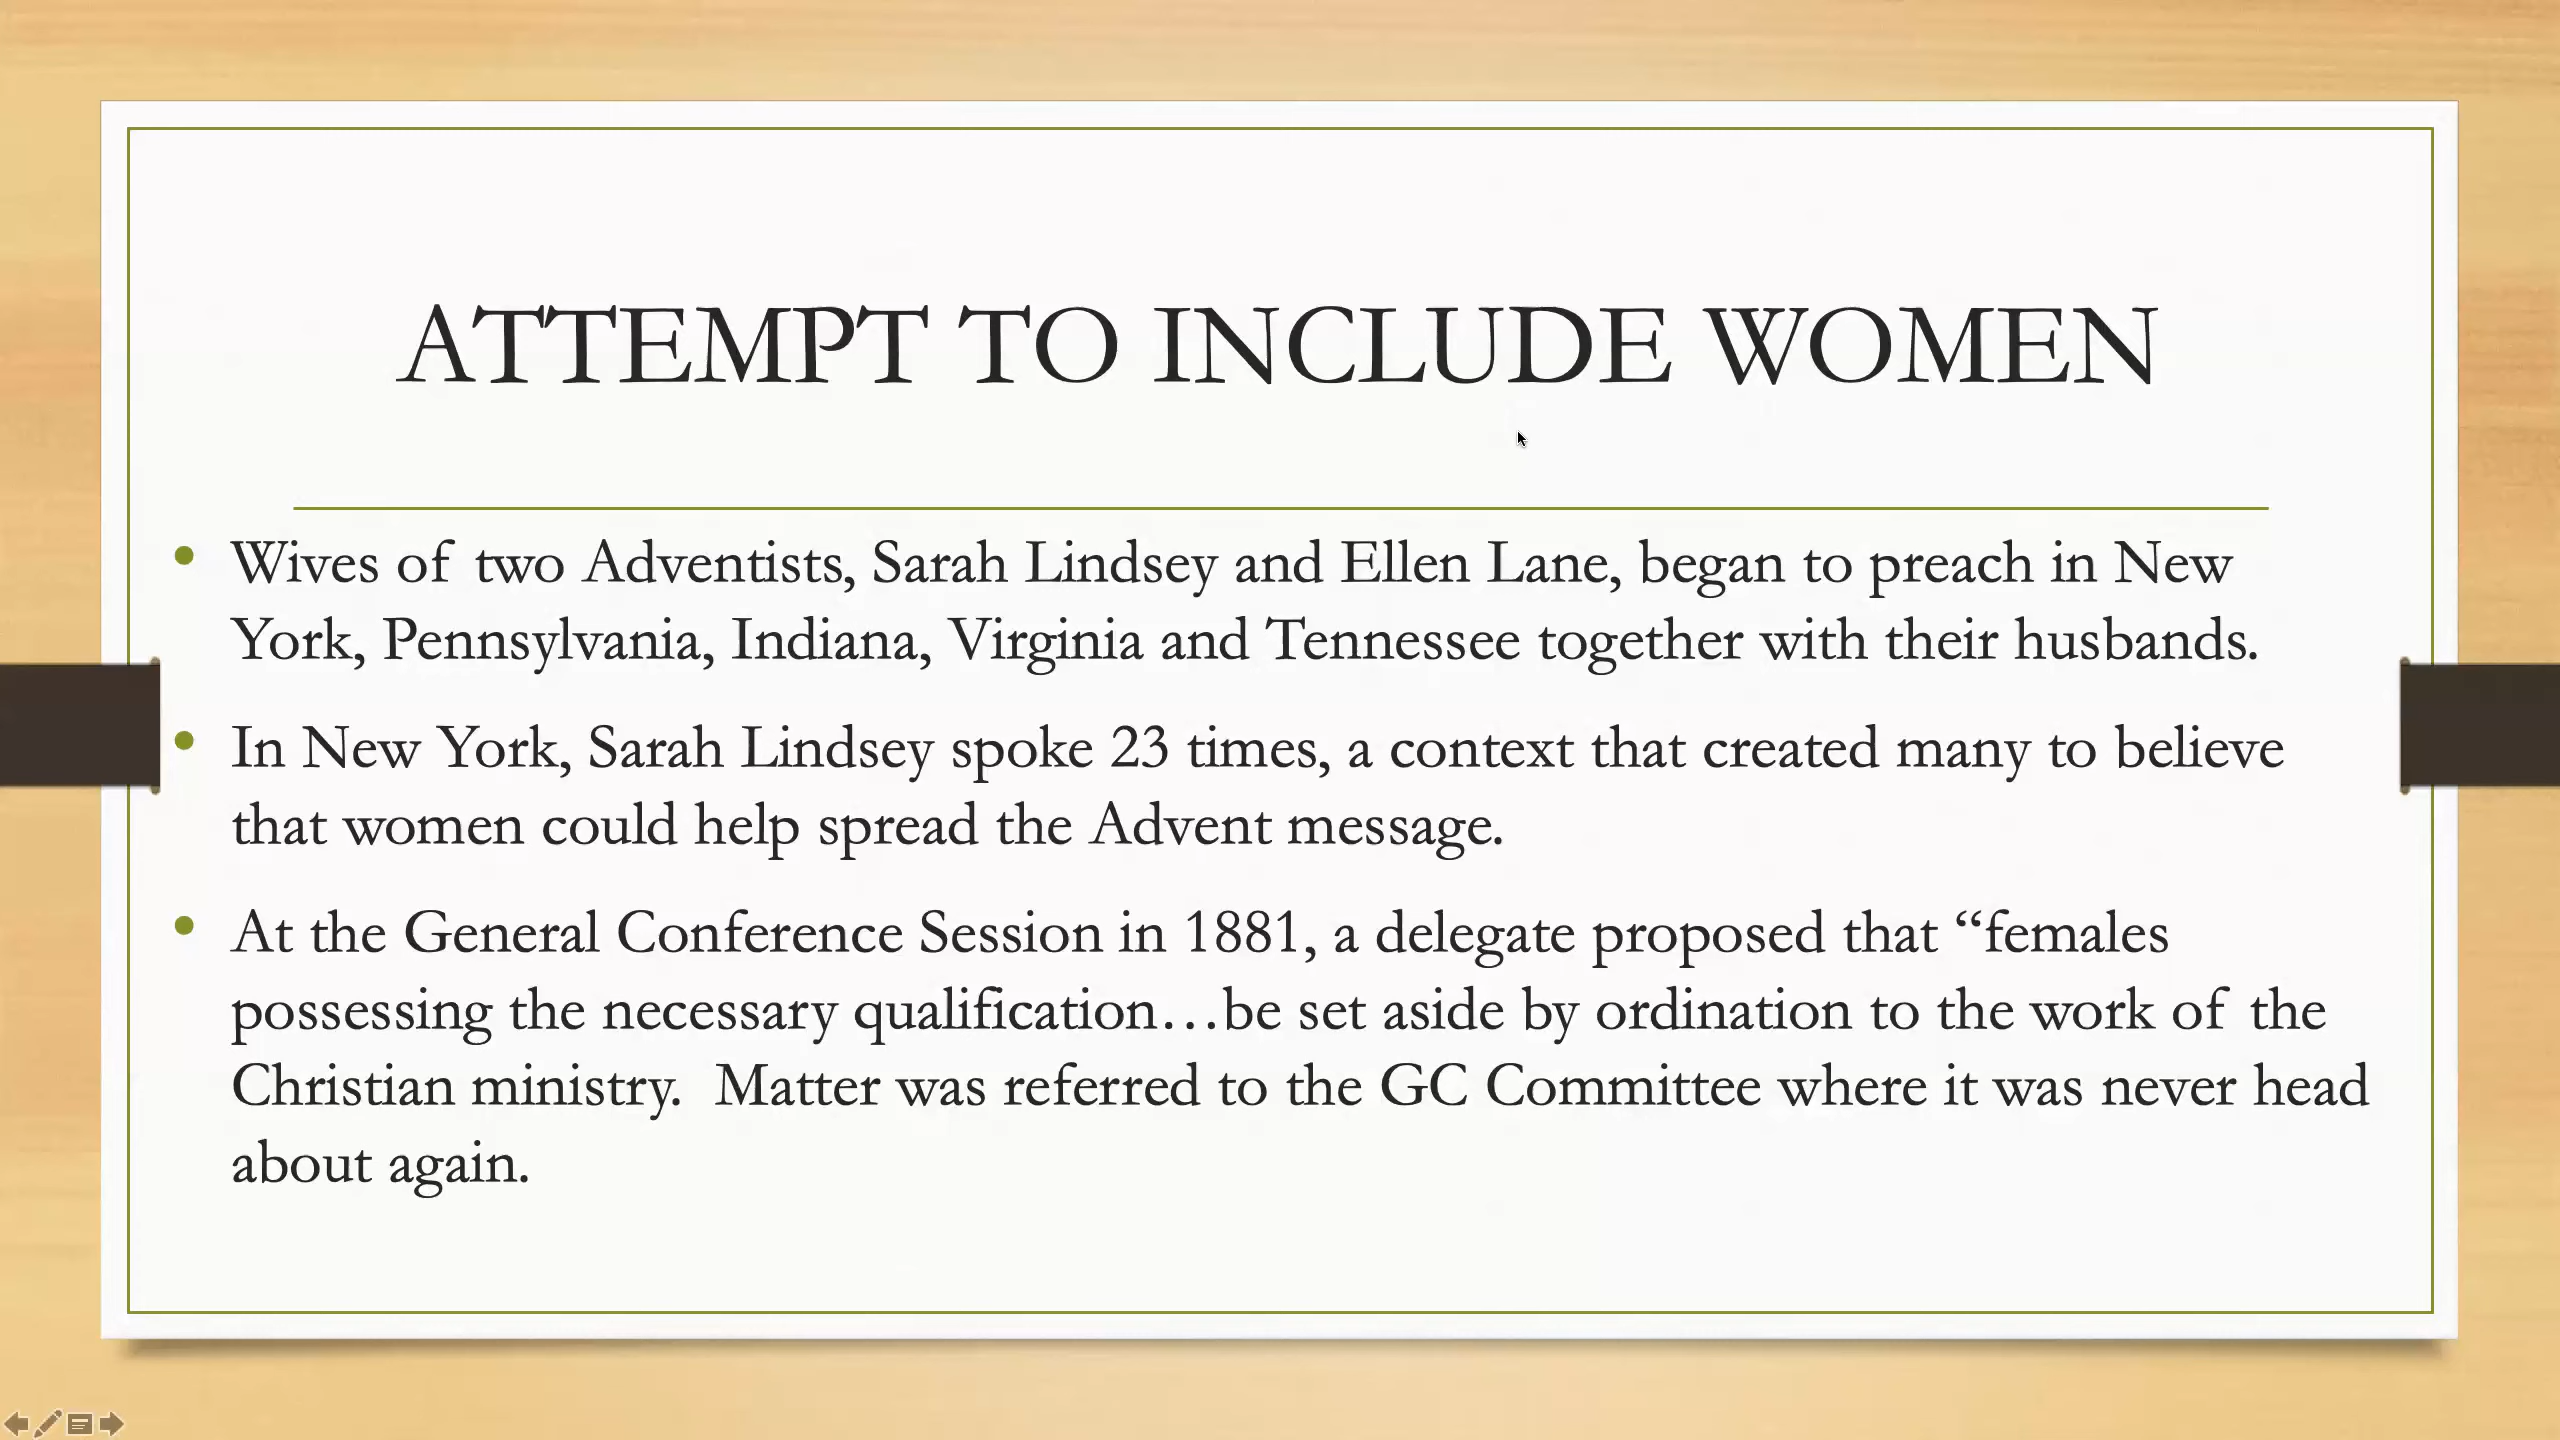 ATTEMPT TO INCLUDE WOMEN
• Wives of two Adventists, Sarah Lindsey and Ellen Lane, began to preach in New
York, Pennsylvania, Indiana, Virginia and Tennessee together with their husbands.
• In New York, Sarah Lindsey spoke 23 times, a context that created many to believe
that women could help spread the Advent message.
• At the General Conference Session in 1881, a delegate proposed that “females
possessing the necessary qualification…be set aside by ordination to the work of the
Christian ministry.  Matter was referred to the GC Committee where it was never head
about again.